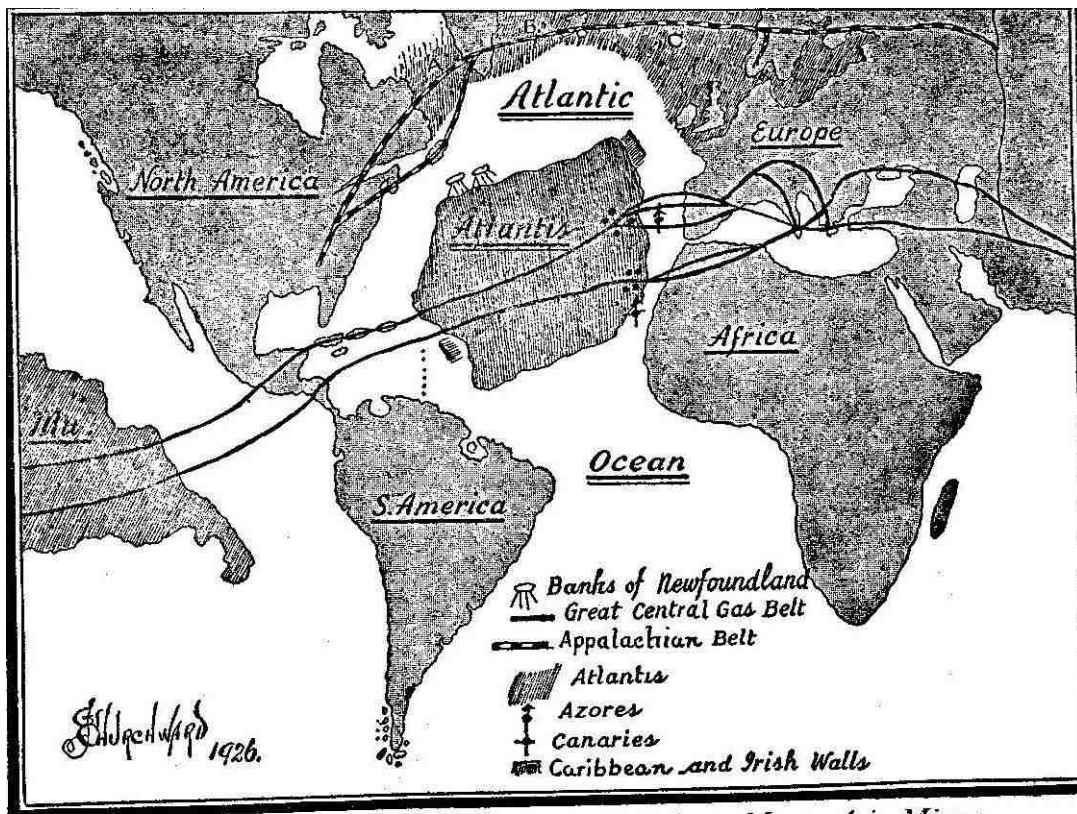 B.
A
Atlantic
Europe
North America
Atlantis
Africa
Mu.
Ocean
S. America
Banks of Newfoundland
Great Central Gas Belt
Appalachian Belt
Atlantis
Azores
Canaries
Caribbean and Irish Walls
CHURCHWARD
1926.